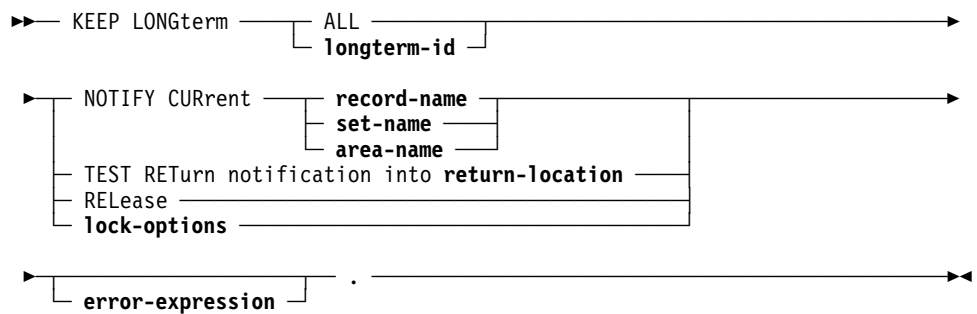 KEEP LONGterm ALL
longterm-id
NOTIFY CURrent record-name
set-name
area-name
TEST RETurn notification into return-location
RELease
lock-options
.
error-expression